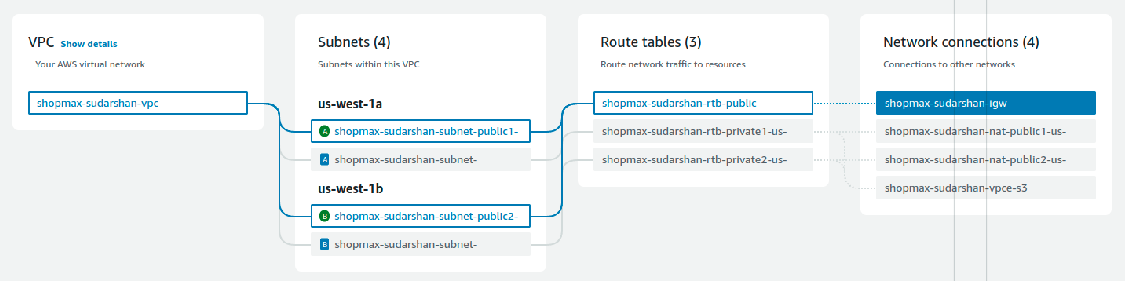 VPC Show details
Your AWS virtual network
shopmax-sudarshan-vpc
Subnets (4)
Subnets within this VPC
us-west-1a
A shopmax-sudarshan-subnet-public1-
A shopmax-sudarshan-subnet-
us-west-1b
B shopmax-sudarshan-subnet-public2-
B shopmax-sudarshan-subnet-
Route tables (3)
Route network traffic to resources
shopmax-sudarshan-rtb-public
shopmax-sudarshan-rtb-private1-us-
shopmax-sudarshan-rtb-private2-us-
Network connections (4)
Connections to other networks
shopmax-sudarshan-igw
shopmax-sudarshan-nat-public1-us-
shopmax-sudarshan-nat-public2-us-
shopmax-sudarshan-vpce-s3